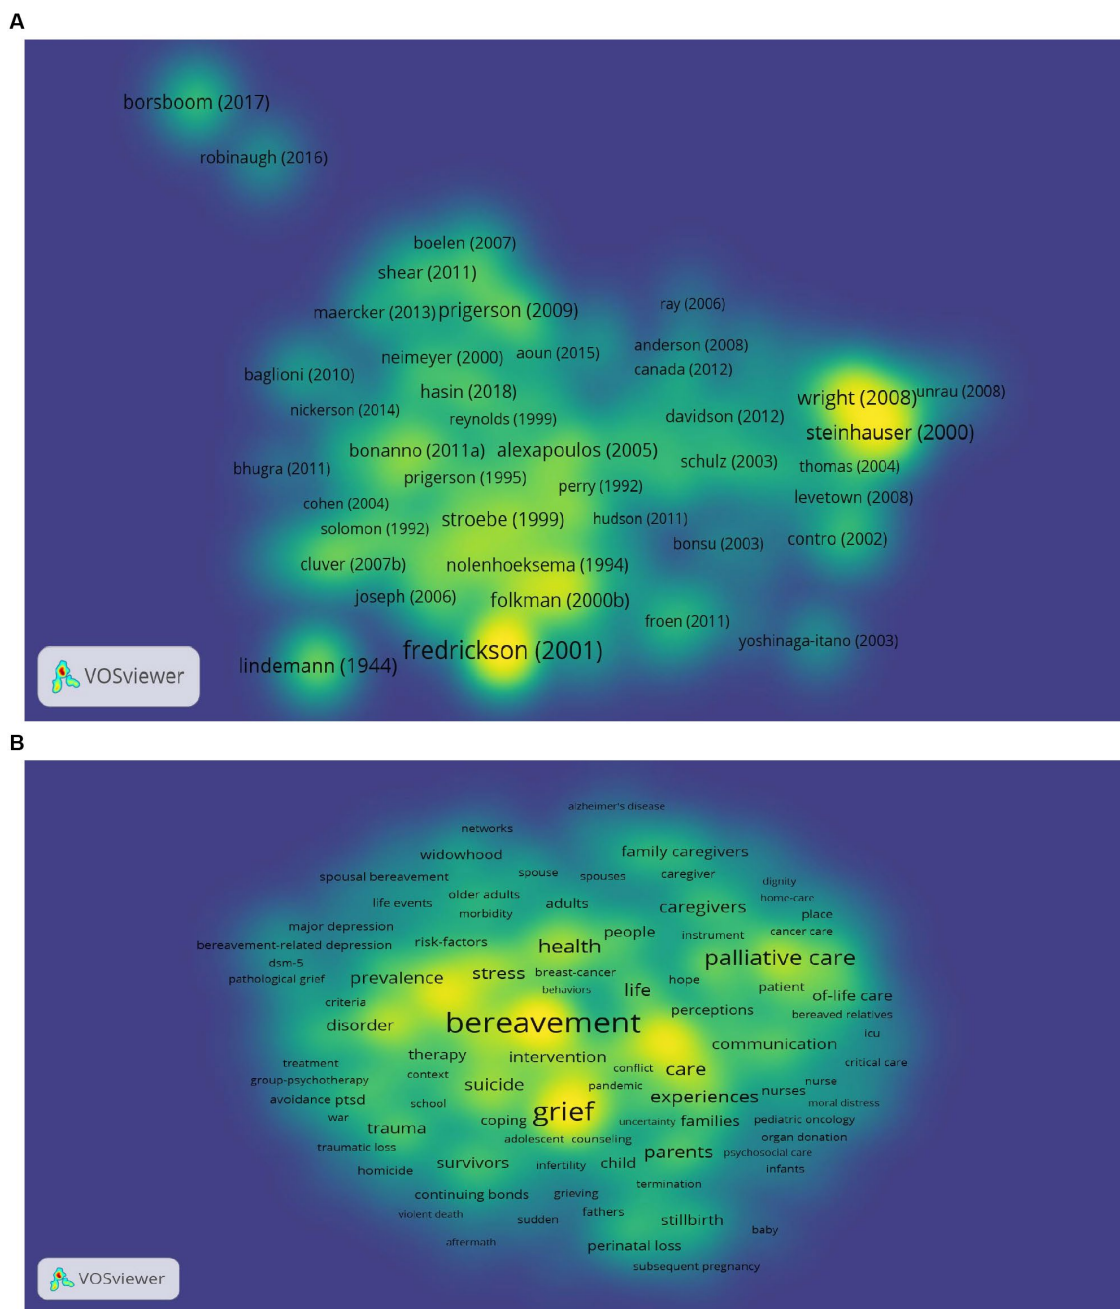 A
borsboom (2017)
robinaugh (2016)
boelen (2007)
shear (2011)
ray (2006)
maercker (2013) prigerson (2009)
anderson (2008)
neimeyer (2000) aoun (2015)
canada (2012)
baglioni (2010)
hasin (2018)
wright (2008) unrau (2008)
nickerson (2014)
reynolds (1999)
davidson (2012)
steinhauser (2000)
bonanno (2011a) alexapoulos (2005)
schulz (2003)
thomas (2004)
bhugra (2011)
prigerson (1995)
perry (1992)
levetown (2008)
cohen (2004)
stroebe (1999)
hudson (2011)
solomon (1992)
bonsu (2003)
contro (2002)
cluver (2007b)
nolenhoeksema (1994)
joseph (2006)
folkman (2000b)
froen (2011)
yoshinaga-itano (2003)
fredrickson (2001)
lindemann (1944)
VOSviewer
B
alzheimer's disease
networks
widowhood
family caregivers
spousal bereavement
spouse
spouses
caregiver
dignity
older adults
home-care
life events
adults
caregivers
morbidity
place
major depression
people
instrument
cancer care
bereavement-related depression
risk-factors
health
palliative care
dsm-5
pathological grief
prevalence
stress
breast-cancer
hope
patient
behaviors
life
of-life care
criteria
perceptions
bereaved relatives
disorder
bereavement
icu
communication
therapy
intervention
critical care
treatment
context
conflict
care
group-psychotherapy
suicide
pandemic
nurse
experiences
nurses
avoidance
ptsd
school
grief
moral distress
war
coping
uncertainty
families
pediatric oncology
trauma
adolescent
counseling
organ donation
traumatic loss
parents
psychosocial care
homicide
survivors
infertility
child
infants
termination
continuing bonds
grieving
violent death
sudden
fathers
stillbirth
baby
aftermath
perinatal loss
subsequent pregnancy
VOSviewer